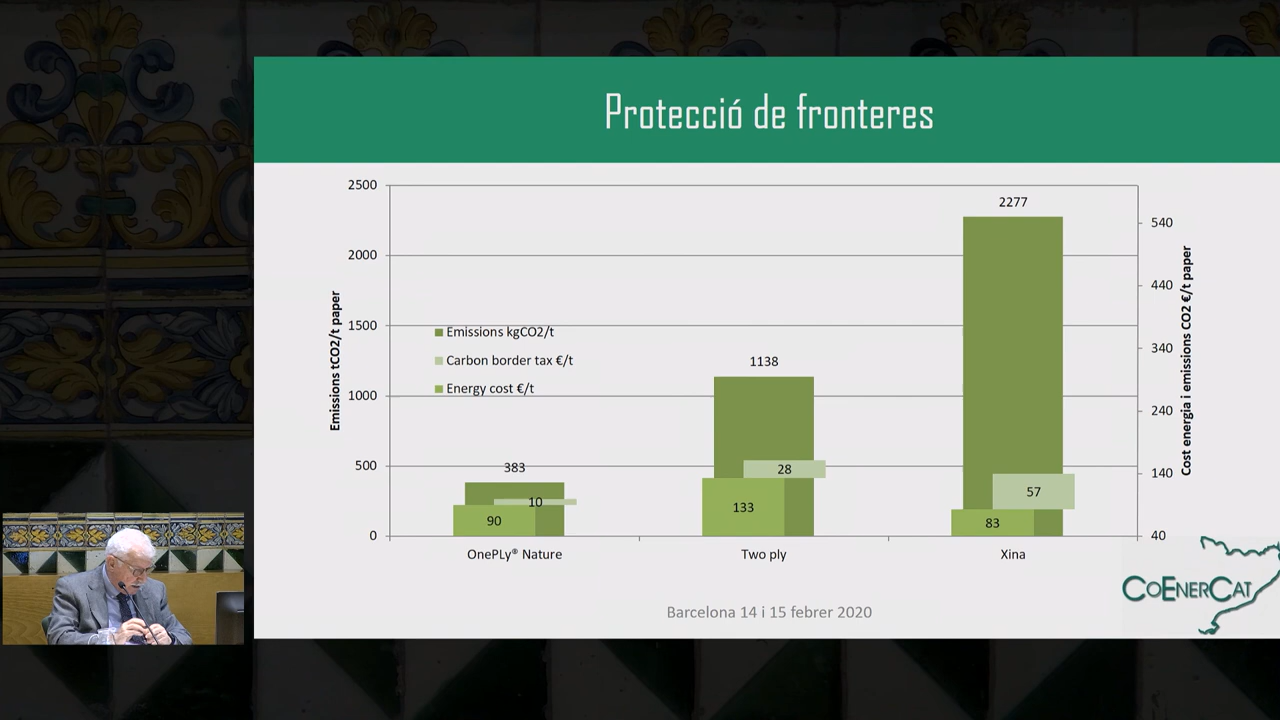 Protecció de fronteres
2500
2000
1500
1000
500
0
Emissions tCO2/t paper
Emissions kgCO2/t
Carbon border tax €/t
Energy cost €/t
383
10
90
1138
28
133
2277
57
83
540
440
340
240
140
40
Cost energia i emissions CO2 €/t paper
OnePLy® Nature
Two ply
Xina
Barcelona 14 i 15 febrer 2020
COENERCAT